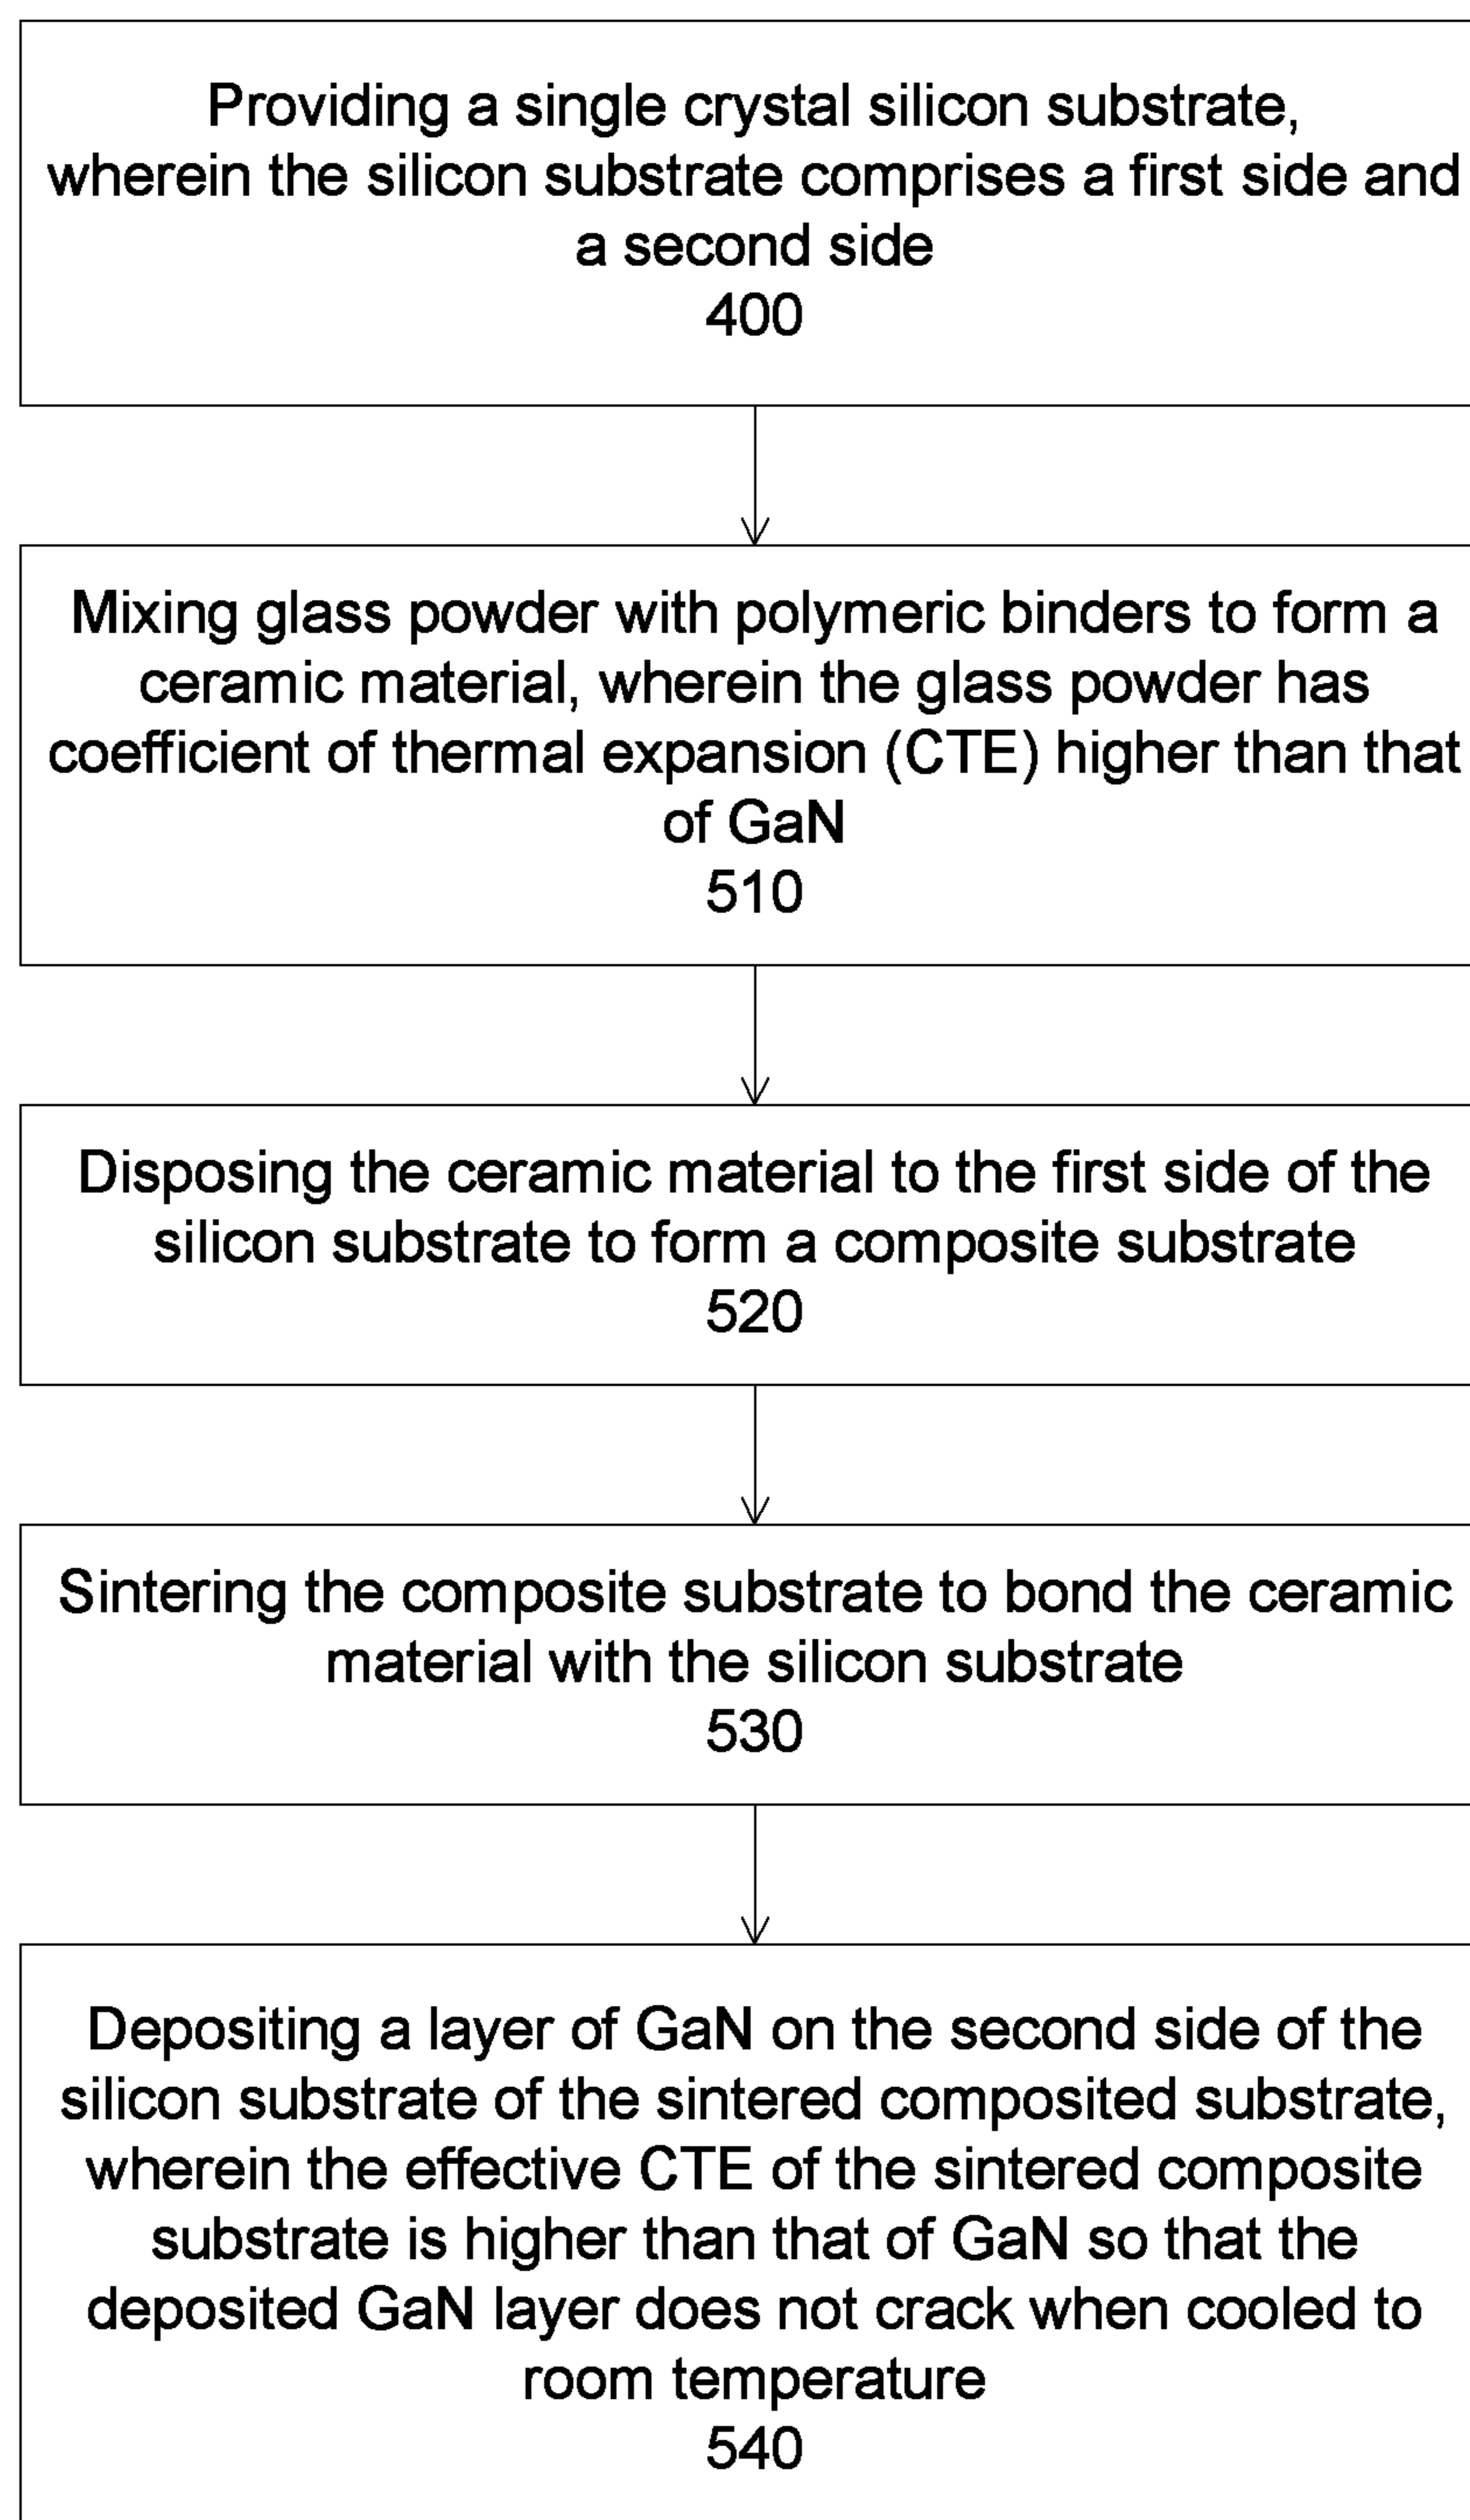 Providing a single crystal silicon substrate,
wherein the silicon substrate comprises a first side and
a second side
400
Mixing glass powder with polymeric binders to form a
ceramic material, wherein the glass powder has
coefficient of thermal expansion (CTE) higher than that
of GaN
510
Disposing the ceramic material to the first side of the
silicon substrate to form a composite substrate
520
Sintering the composite substrate to bond the ceramic
material with the silicon substrate
530
Depositing a layer of GaN on the second side of the
silicon substrate of the sintered composited substrate,
wherein the effective CTE of the sintered composite
substrate is higher than that of GaN so that the
deposited GaN layer does not crack when cooled to
room temperature
540